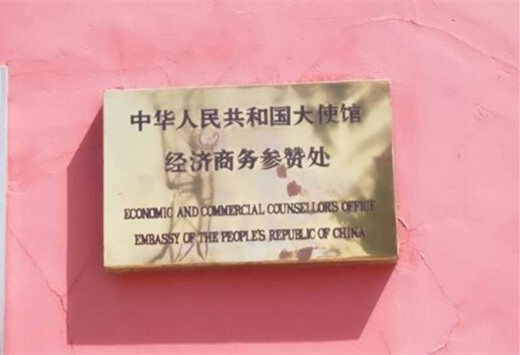 中华人民共和国大使馆
经济商务参赞处
ECONOMIC AND COMMERCIAL COUNSELLOR'S OFFICE
EMBASSY OF THE PEOPLE'S REPUBLIC OF CHINA